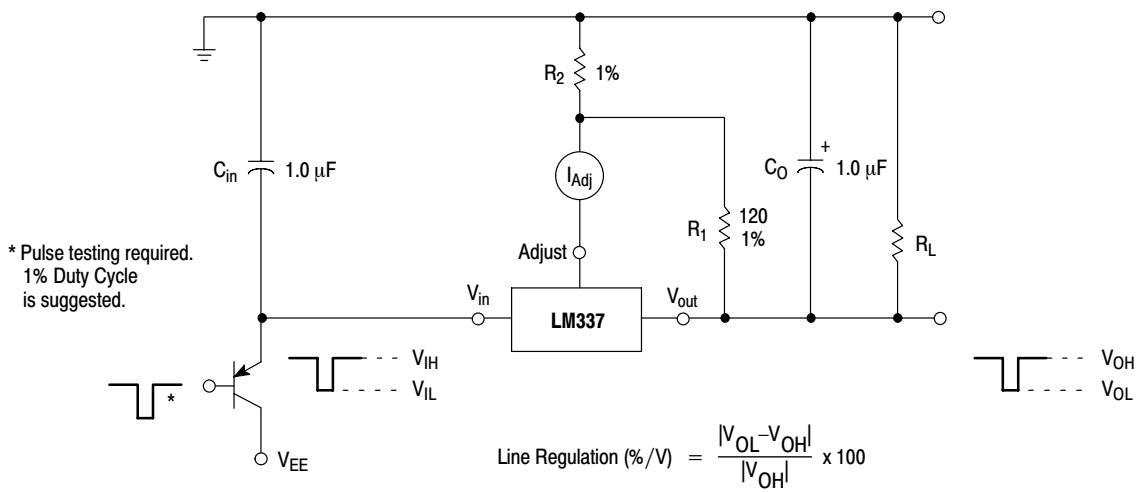 R2 1%
Cin 1.0 μF
IAdj
CO + 1.0 μF
R1 120
1%
RL
* Pulse testing required.
1% Duty Cycle
is suggested.
Adjust
Vin
LM337
Vout
VIH
VIL
*
VEE
VOH
VOL
Line Regulation (%/V) = |VOL–VOH| / |VOH| x 100